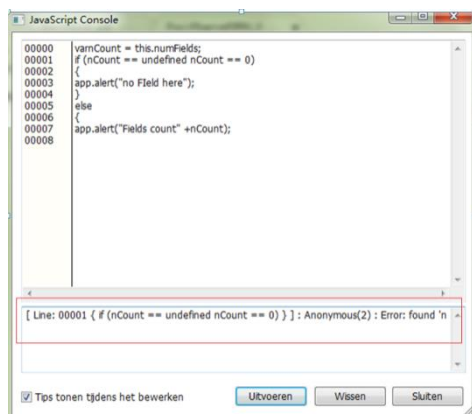 JavaScript Console
00000 varnCount = this.numFields;
00001 if (nCount == undefined nCount == 0)
00002 {
00003 app.alert("no FIeld here");
00004 }
00005 else
00006 {
00007 app.alert("Fields count" +nCount);
00008
[ Line: 00001 { if (nCount == undefined nCount == 0) } ] : Anonymous(2) : Error: found 'n
Tips tonen tijdens het bewerken
Uitvoeren
Wissen
Sluiten